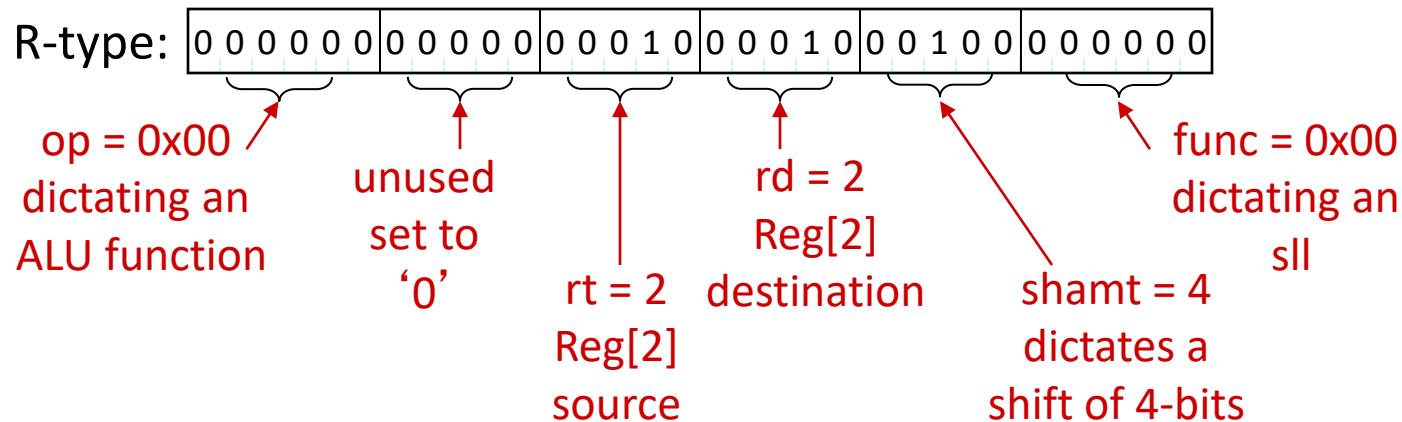 R-type: 0 0 0 0 0 0 0 0 0 0 0 0 0 0 1 0 0 0 0 1 0 0 0 1 0 0 0 0 0 0 0 0
op = 0x00
dictating an
ALU function
unused
set to
‘0’
rt = 2
Reg[2]
source
rd = 2
Reg[2]
destination
shamt = 4
dictates a
shift of 4-bits
func = 0x00
dictating an
sll